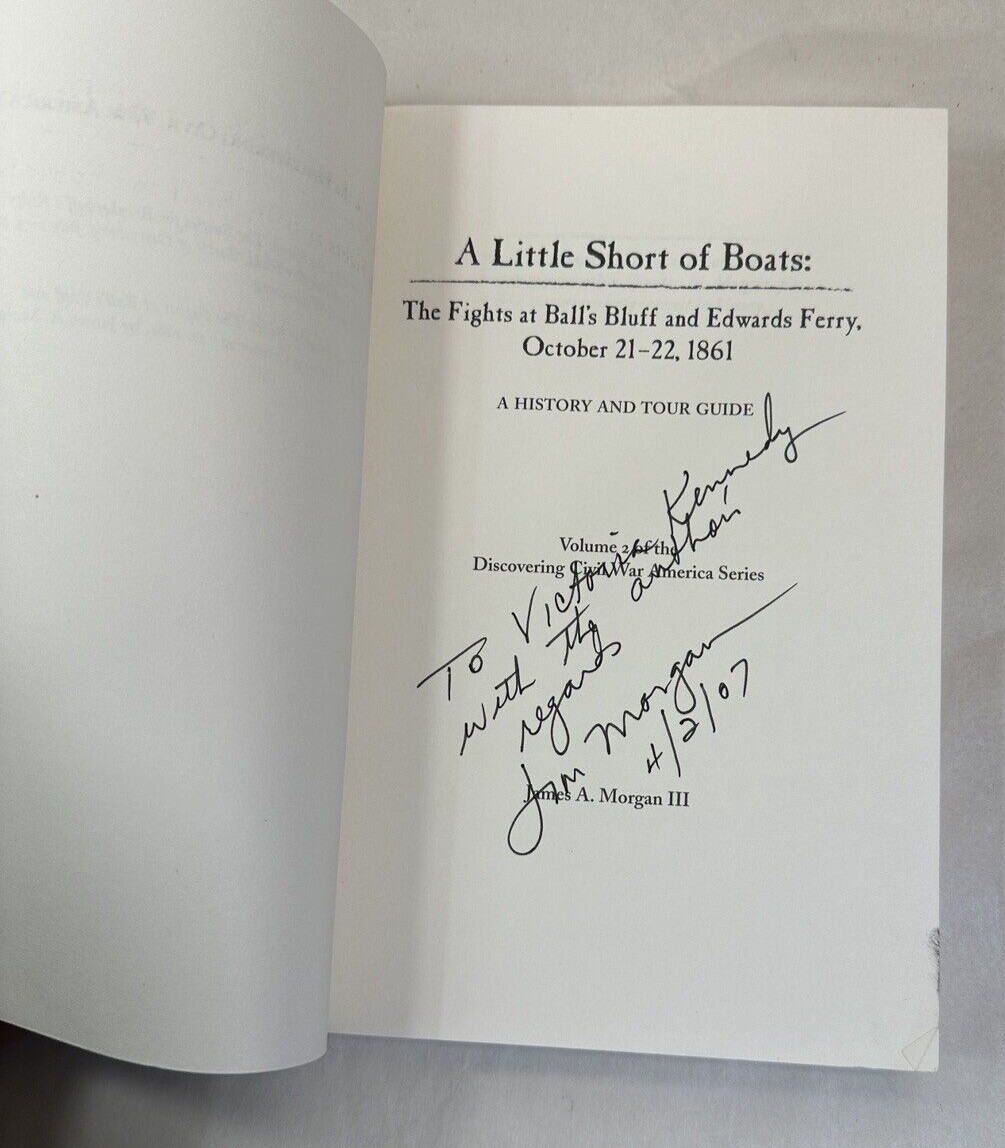 A Little Short of Boats:
The Fights at Ball's Bluff and Edwards Ferry,
October 21–22, 1861
A HISTORY AND TOUR GUIDE
Volume 2 of the
Discovering Civil War America Series
To Victoria Kennedy
with the author's
regards
Jim Morgan
4/2/07
James A. Morgan III